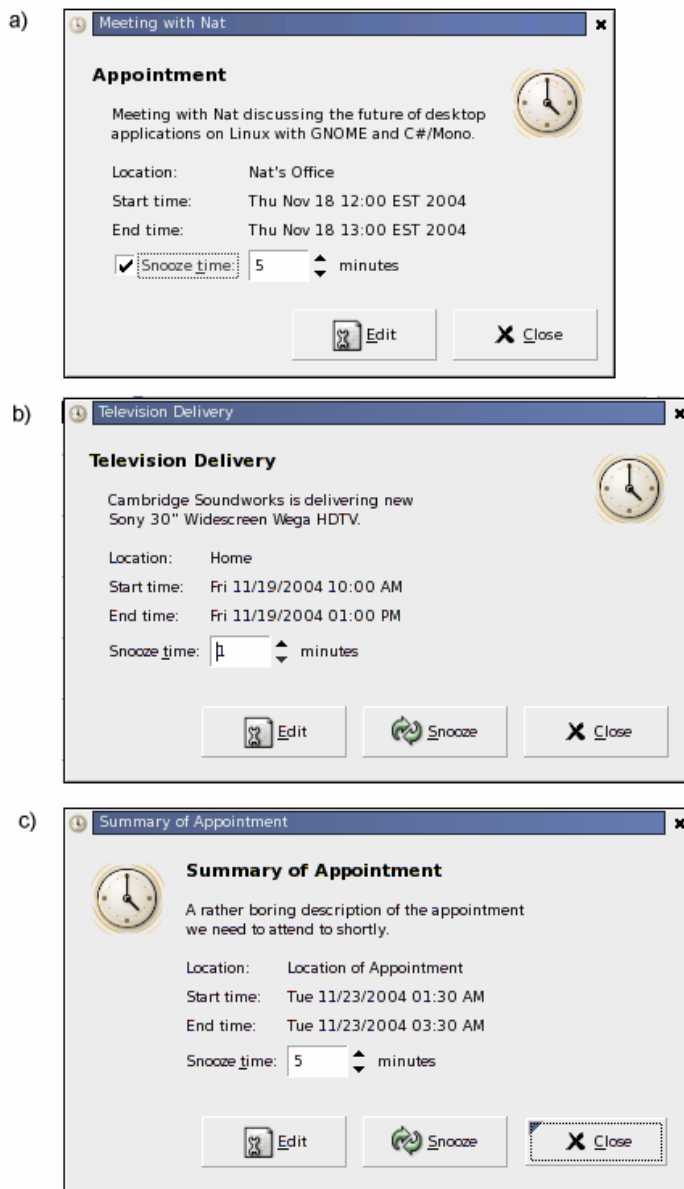 a)
Meeting with Nat
Appointment
Meeting with Nat discussing the future of desktop
applications on Linux with GNOME and C#/Mono.
Location: Nat's Office
Start time: Thu Nov 18 12:00 EST 2004
End time: Thu Nov 18 13:00 EST 2004
Snooze time: 5 minutes
Edit Close
b)
Television Delivery
Television Delivery
Cambridge Soundworks is delivering new
Sony 30" Widescreen Wega HDTV.
Location: Home
Start time: Fri 11/19/2004 10:00 AM
End time: Fri 11/19/2004 01:00 PM
Snooze time: 1 minutes
Edit Snooze Close
c)
Summary of Appointment
Summary of Appointment
A rather boring description of the appointment
we need to attend to shortly.
Location: Location of Appointment
Start time: Tue 11/23/2004 01:30 AM
End time: Tue 11/23/2004 03:30 AM
Snooze time: 5 minutes
Edit Snooze Close